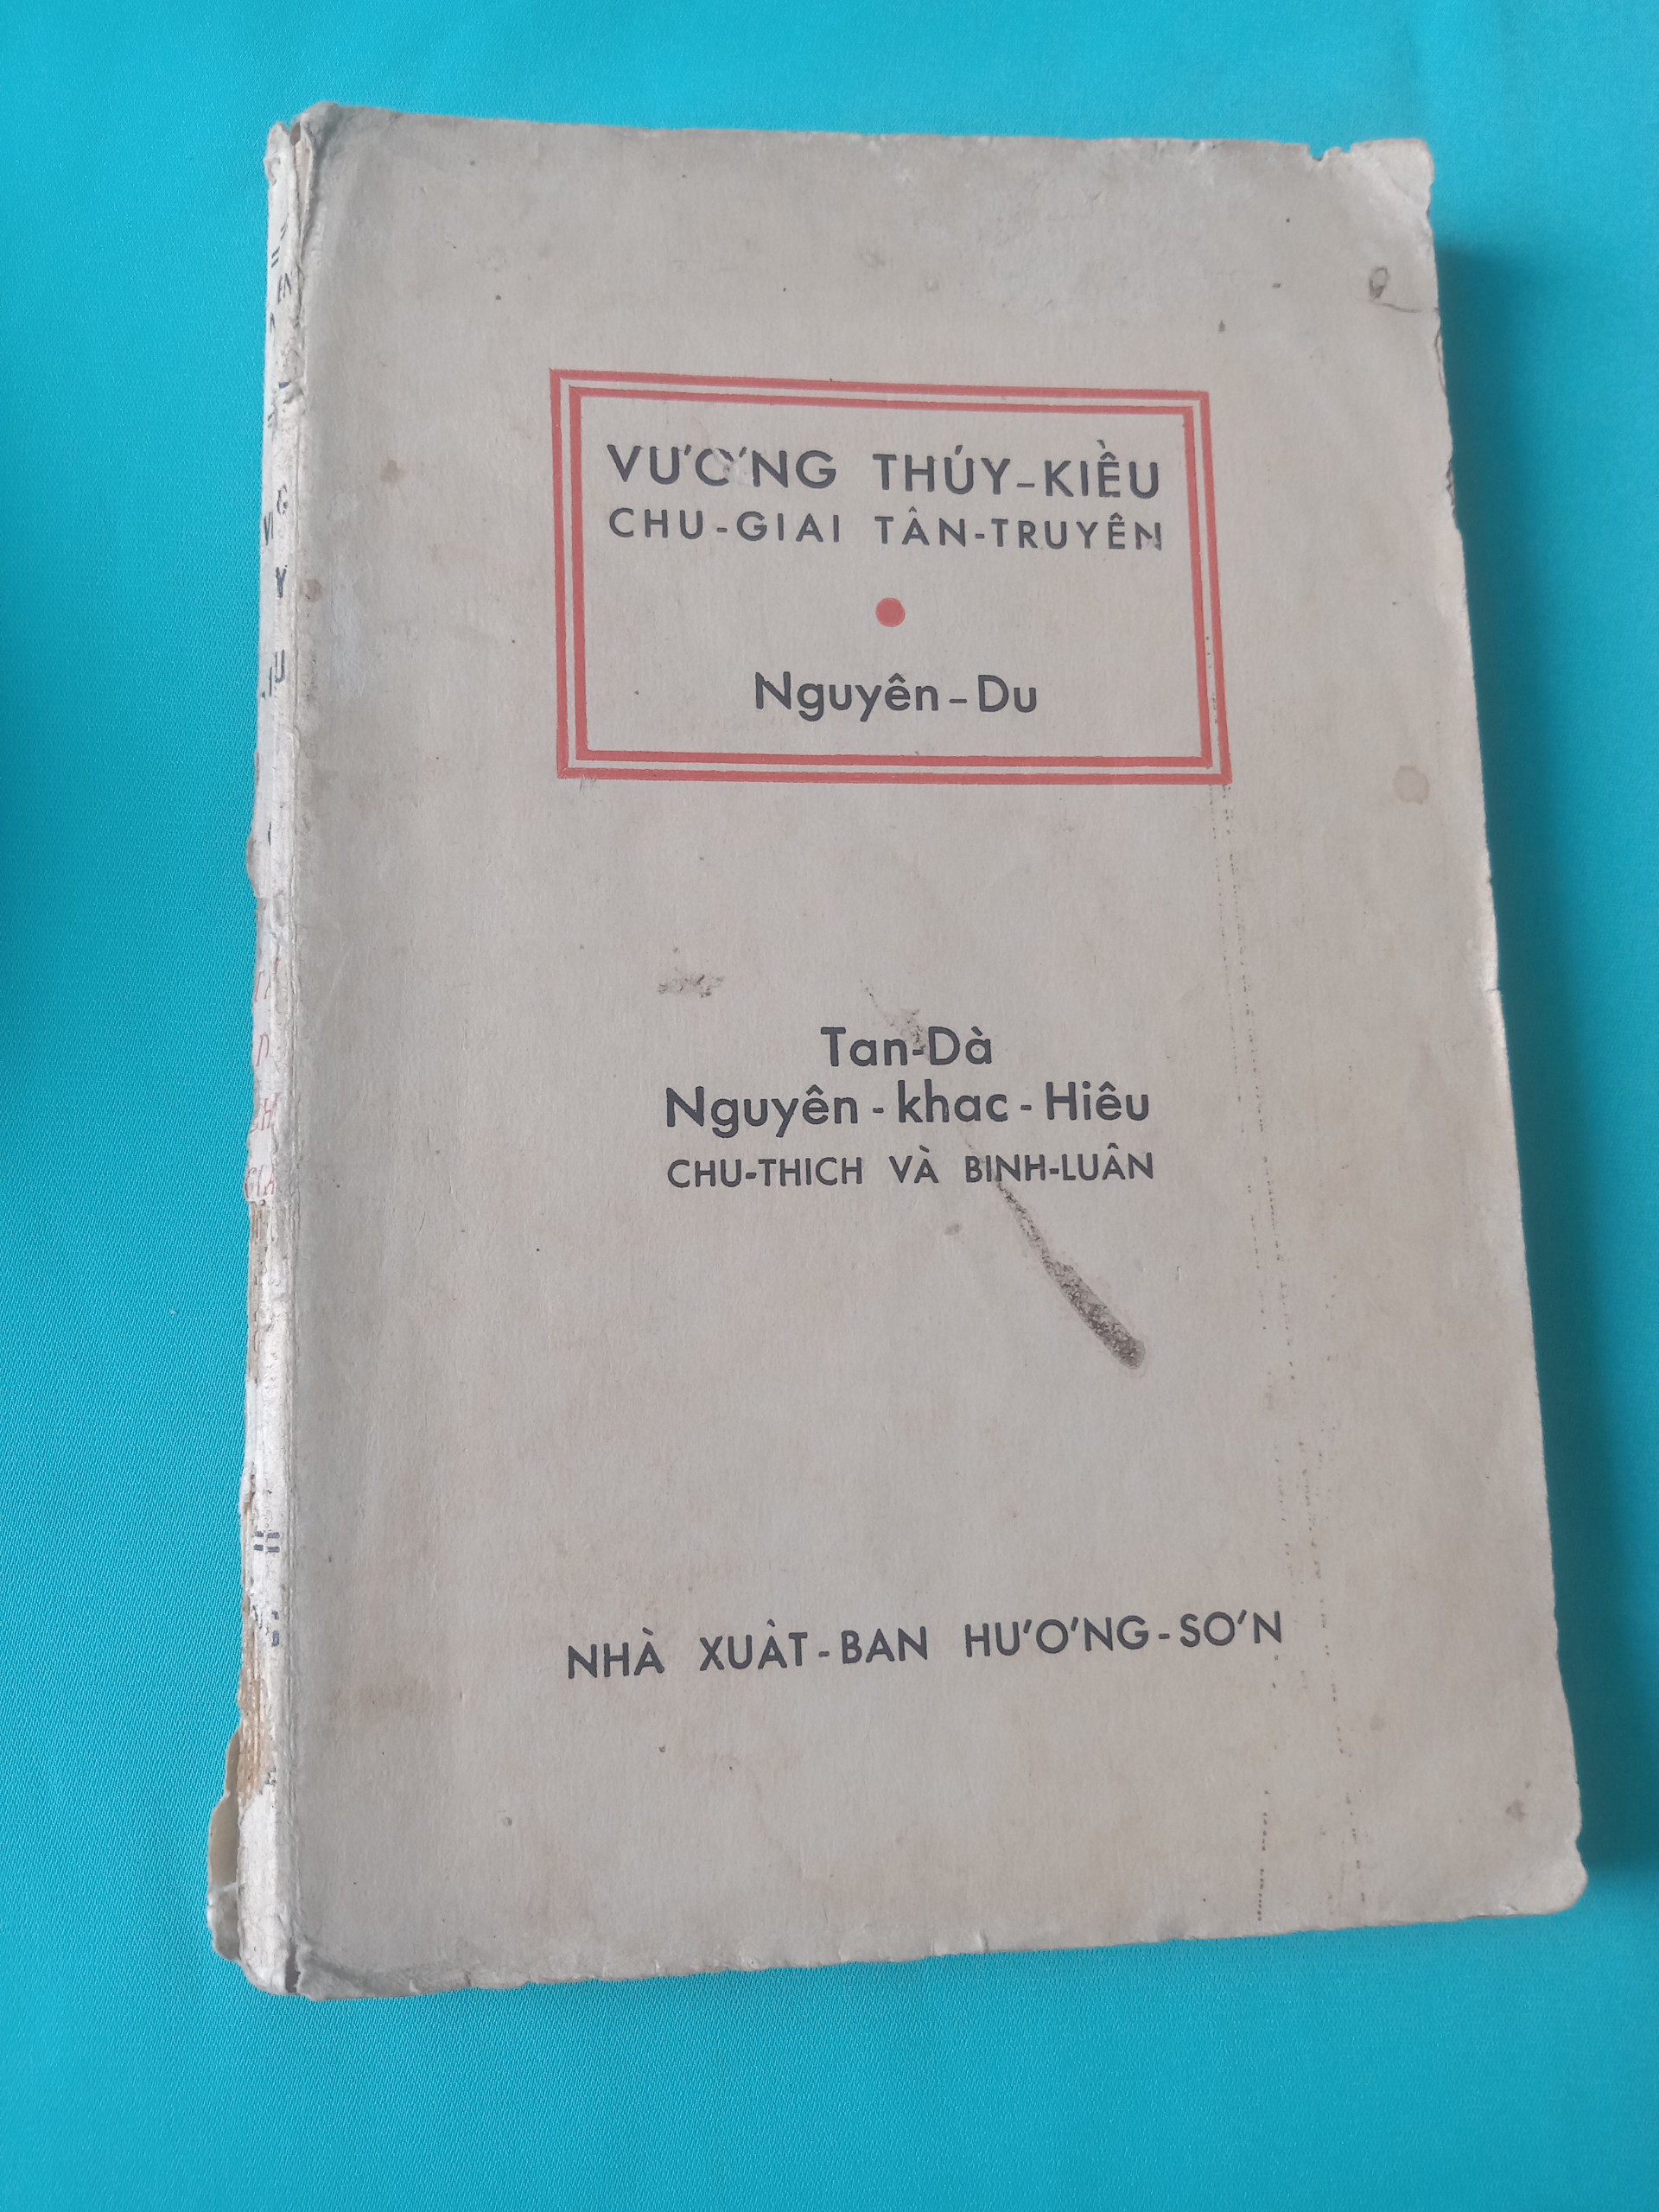 VƯƠNG THÚY-KIỀU
CHU-GIAI TÂN-TRUYÊN
Nguyên-Du
Tan-Dà
Nguyên-khac-Hiêu
CHU-THICH VÀ BINH-LUÂN
NHÀ XUÂT-BAN HƯƠNG-SƠN